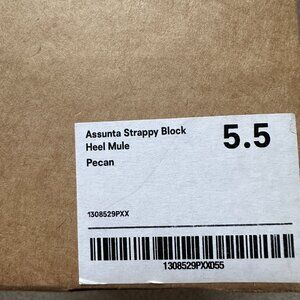 Assunta Strappy Block 5.5
Heel Mule
Pecan
1308529PXX
1308529PXXD55